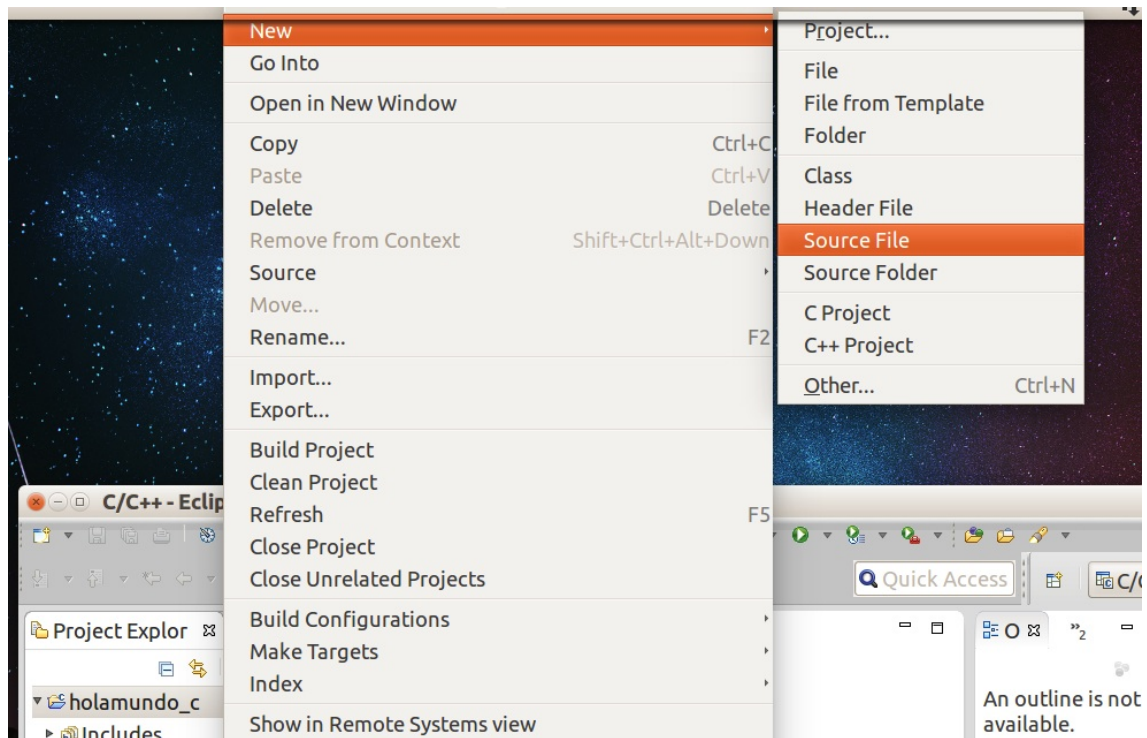 New
Go Into
Open in New Window
Copy Ctrl+C
Paste Ctrl+V
Delete Delete
Remove from Context Shift+Ctrl+Alt+Down
Source
Move...
Rename... F2
Import...
Export...
Build Project
Clean Project
Refresh F5
Close Project
Close Unrelated Projects
Build Configurations
Make Targets
Index
Show in Remote Systems view
Project...
File
File from Template
Folder
Class
Header File
Source File
Source Folder
C Project
C++ Project
Other... Ctrl+N
C/C++ - Eclip
Quick Access
C/
Project Explor
holamundo_c
Includes
O
2
An outline is not
available.